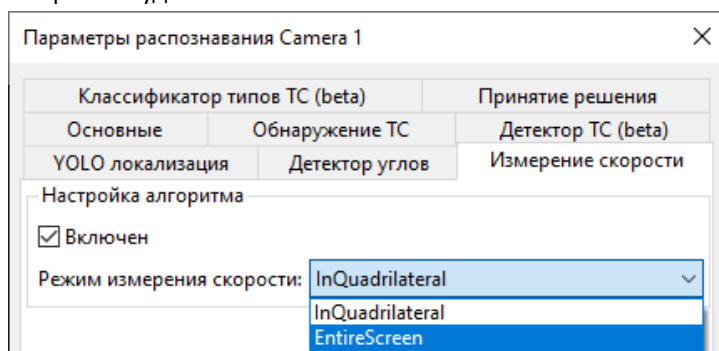 Параметры распознавания Camera 1
Классификатор типов ТС (beta) Принятие решения
Основные Обнаружение ТС Детектор ТС (beta)
YOLO локализация Детектор углов Измерение скорости
Настройка алгоритма
Включен
Режим измерения скорости: InQuadrilateral
InQuadrilateral
EntireScreen